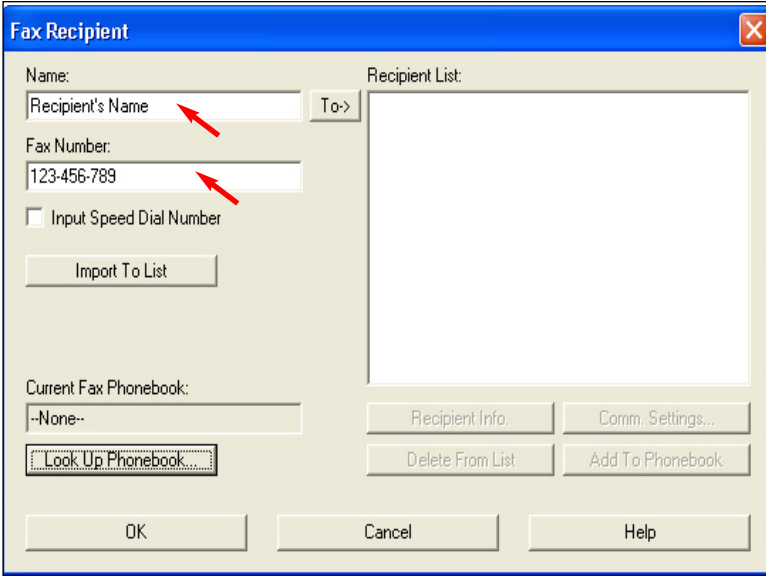 Fax Recipient
Name:
Recipient's Name
To->
Recipient List:
Fax Number:
123-456-789
Input Speed Dial Number
Import To List
Current Fax Phonebook:
--None--
Look Up Phonebook...
Recipient Info.
Comm. Settings...
Delete From List
Add To Phonebook
OK
Cancel
Help